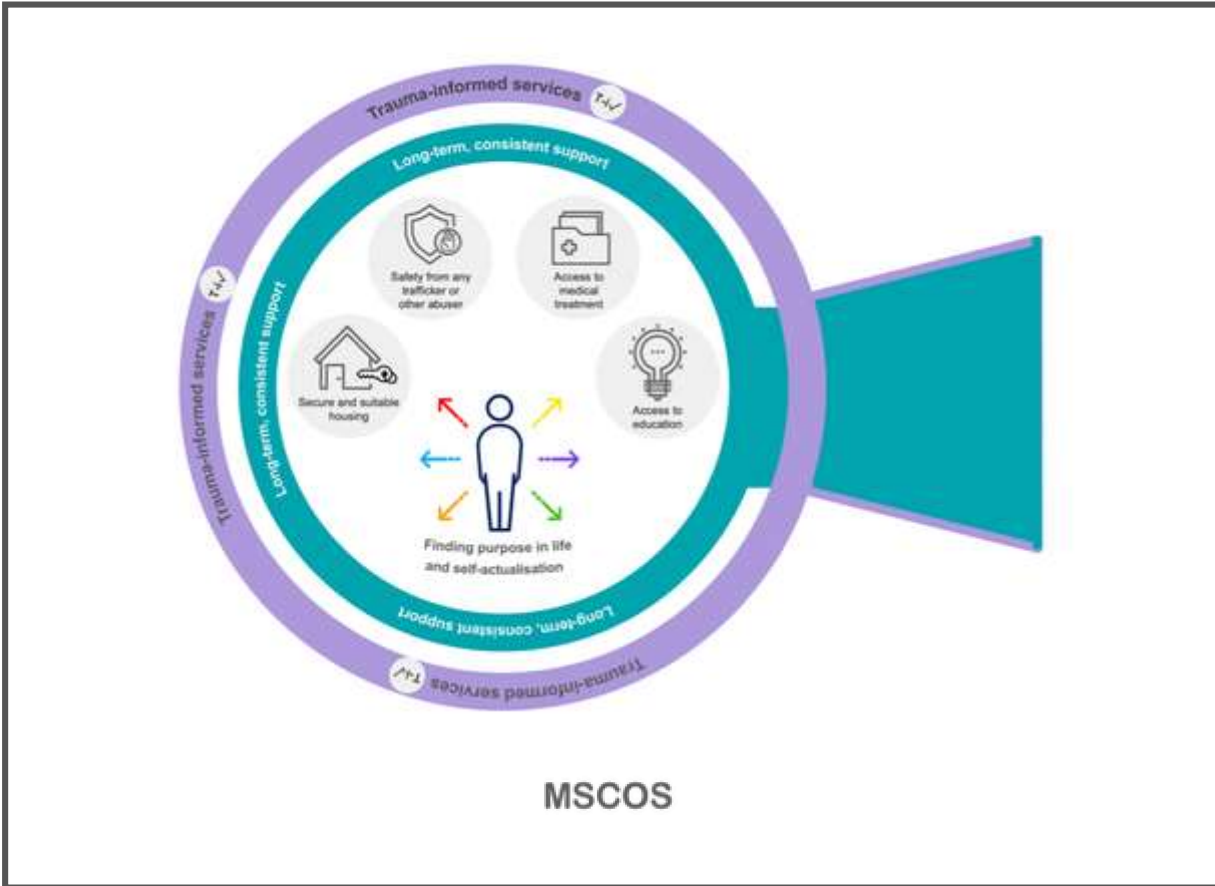 Trauma-informed services
T-i✓
Long-term, consistent support
Safety from any
trafficker or
other abuser
Access to
medical
treatment
Trauma-informed services
T-i✓
Long-term, consistent support
Secure and suitable
housing
Access to
education
Finding purpose in life
and self-actualisation
Long-term, consistent support
Trauma-informed services
T-i✓
MSCOS